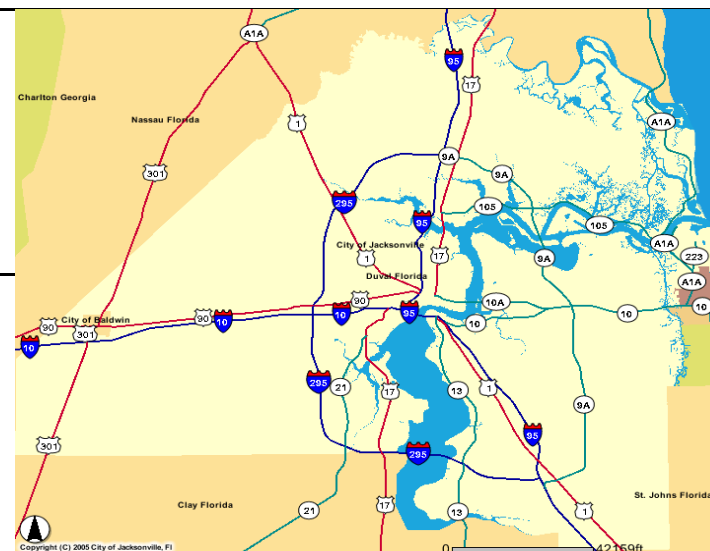 A1A
95
17
Charlton Georgia
Nassau Florida
A1A
1
9A
301
9A
295
105
95
105
City of Jacksonville
A1A
17
223
1
9A
Duval Florida
A1A
90
10A
City of Baldwin
90
10
95
10
10
90
301
10
10
295
21
17
13
1
9A
95
301
295
St. Johns Florida
Clay Florida
17
21
13
1
Copyright (C) 2005 City of Jacksonville, Fl
0
42159ft